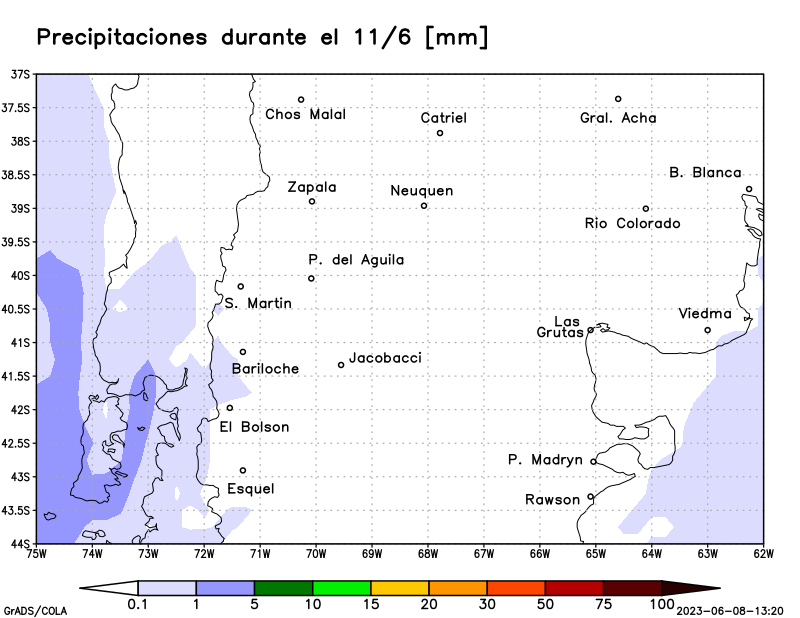 Precipitaciones durante el 11/6 [mm]
37S
37.5S
38S
38.5S
39S
39.5S
40S
40.5S
41S
41.5S
42S
42.5S
43S
43.5S
44S
Chos Malal
Catriel
Gral. Acha
B. Blanca
Zapala
Neuquen
Rio Colorado
P. del Aguila
S. Martin
Las
Grutas
Viedma
Bariloche
Jacobacci
El Bolson
P. Madryn
Esquel
Rawson
75W 74W 73W 72W 71W 70W 69W 68W 67W 66W 65W 64W 63W 62W
0.1 1 5 10 15 20 30 50 75 100
GrADS/COLA
2023-06-08-13:20